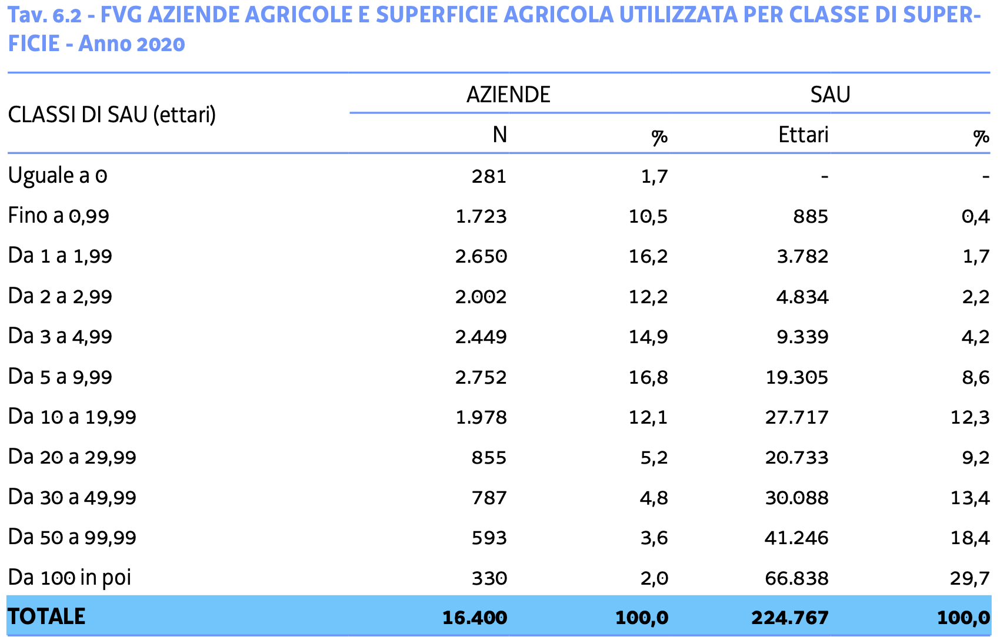 Tav. 6.2 - FVG AZIENDE AGRICOLE E SUPERFICIE AGRICOLA UTILIZZATA PER CLASSE DI SUPER-
FICIE - Anno 2020
CLASSI DI SAU (ettari) AZIENDE SAU
N % Ettari %
Uguale a 0 281 1,7 - -
Fino a 0,99 1.723 10,5 885 0,4
Da 1 a 1,99 2.650 16,2 3.782 1,7
Da 2 a 2,99 2.002 12,2 4.834 2,2
Da 3 a 4,99 2.449 14,9 9.339 4,2
Da 5 a 9,99 2.752 16,8 19.305 8,6
Da 10 a 19,99 1.978 12,1 27.717 12,3
Da 20 a 29,99 855 5,2 20.733 9,2
Da 30 a 49,99 787 4,8 30.088 13,4
Da 50 a 99,99 593 3,6 41.246 18,4
Da 100 in poi 330 2,0 66.838 29,7
TOTALE 16.400 100,0 224.767 100,0